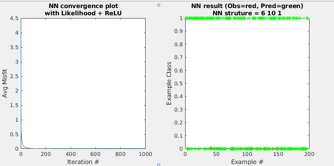 NN convergence plot
with Likelihood + ReLU
4.5
4
3.5
3
2.5
2
1.5
1
0.5
0
0 200 400 600 800 1000
Avg Misfit
Iteration #
NN result (Obs=red, Pred=green)
NN struture = 6 10 1
1
0.9
0.8
0.7
0.6
0.5
0.4
0.3
0.2
0.1
0
0 50 100 150 200
Example Class
Example #